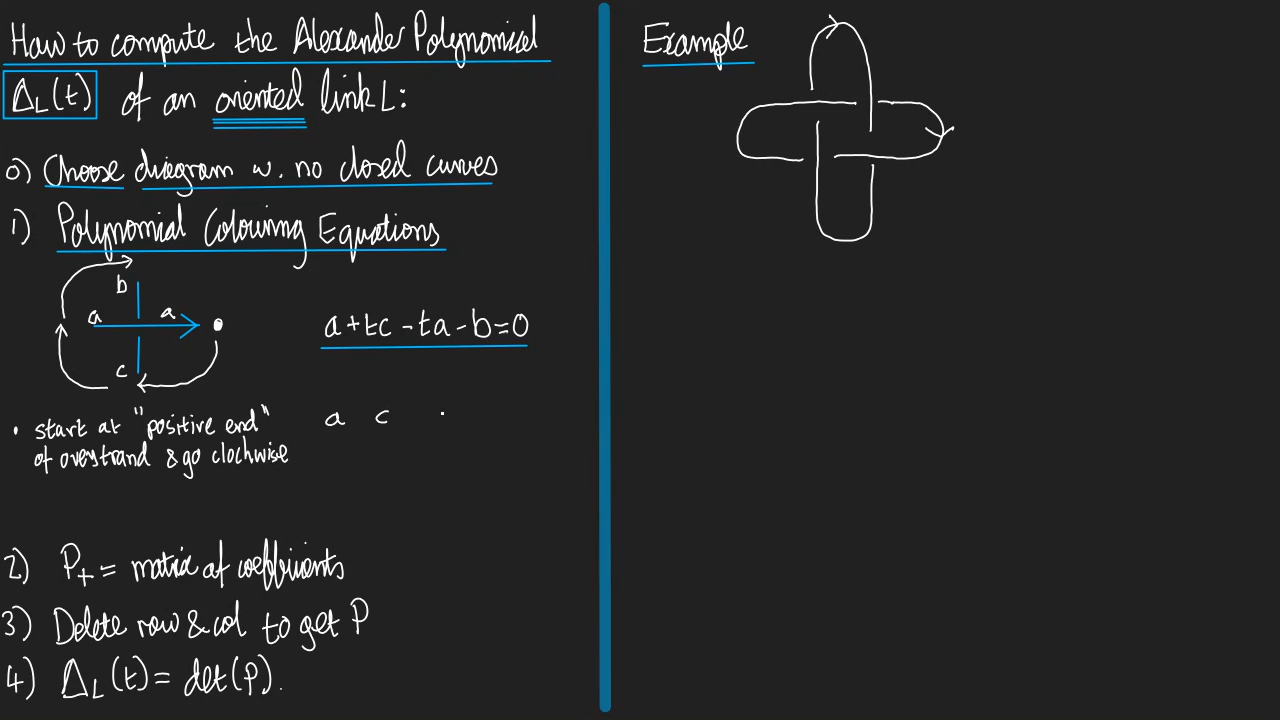 How to compute the Alexander Polynomial
Δ_L(t) of an oriented link L:
0) Choose diagram w. no closed curves
1) Polynomial Colouring Equations
b
a a
c
a + tc - ta - b = 0
• start at "positive end"
of overstrand & go clockwise
a c
2) P₊ = matrix of coefficients
3) Delete row & col to get P
4) Δ_L(t) = det(P).
Example